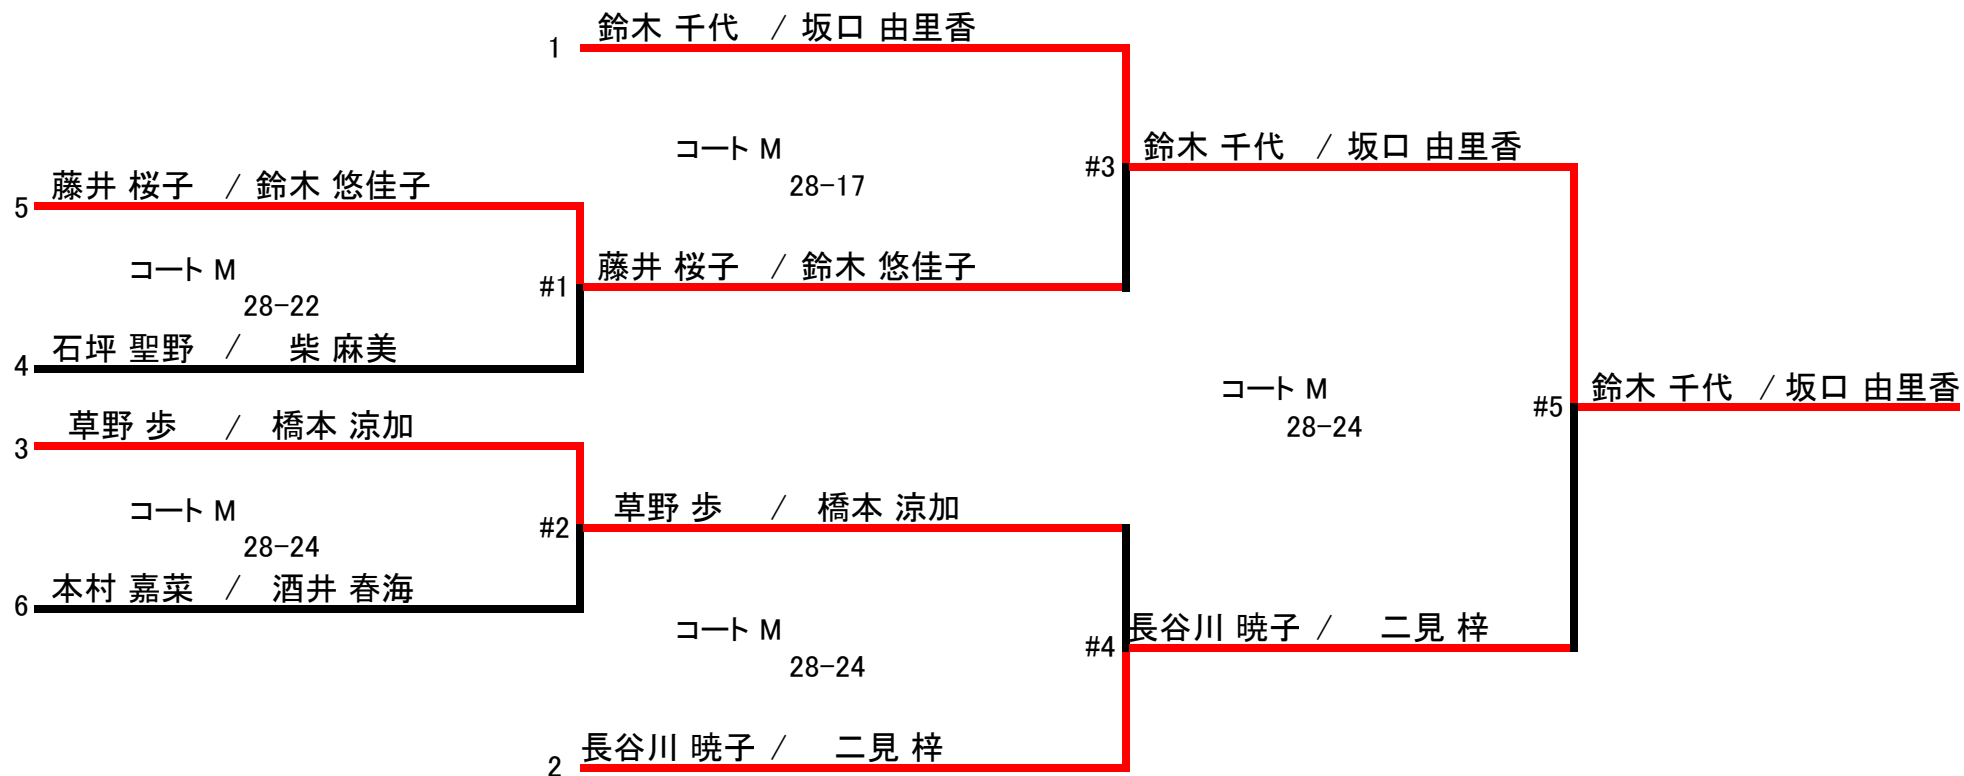 鈴木 千代 / 坂口 由里香
1
コート M
28-17
#3
鈴木 千代 / 坂口 由里香
藤井 桜子 / 鈴木 悠佳子
5
コート M
28-22
#1
藤井 桜子 / 鈴木 悠佳子
石坪 聖野 / 柴 麻美
4
コート M
28-24
#5
鈴木 千代 / 坂口 由里香
草野 歩 / 橋本 涼加
3
コート M
28-24
#2
草野 歩 / 橋本 涼加
本村 嘉菜 / 酒井 春海
6
コート M
28-24
#4
長谷川 暁子 / 二見 梓
長谷川 暁子 / 二見 梓
2